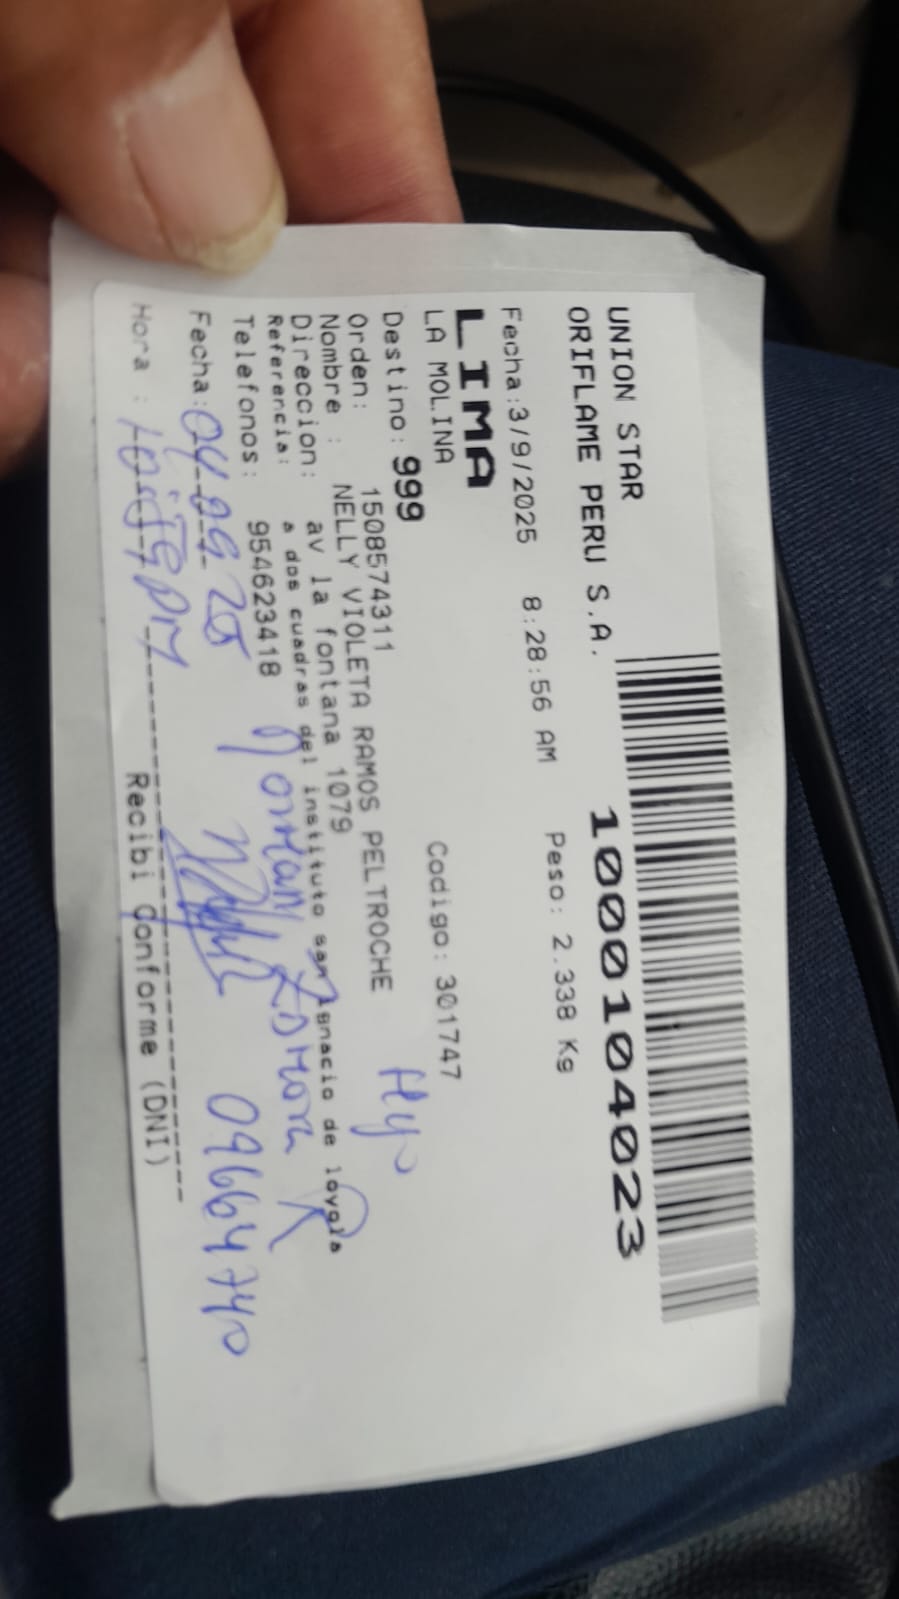 UNION STAR
ORIFLAME PERU S.A.
1000104023
Fecha:3/9/2025 8:28:56 AM Peso: 2.338 Kg
LIMA
LA MOLINA Codigo: 301747
Destino: 999
Orden: 1508574311
Nombre : NELLY VIOLETA RAMOS PELTROCHE
Hijo
Direccion: av la fontana 1079
Referencia: a dos cuadras del instituto san ignacio de loyola
Telefonos: 954623418
Fecha: 04 09 25
09664740
Hora :
Recibi Conforme (DNI)